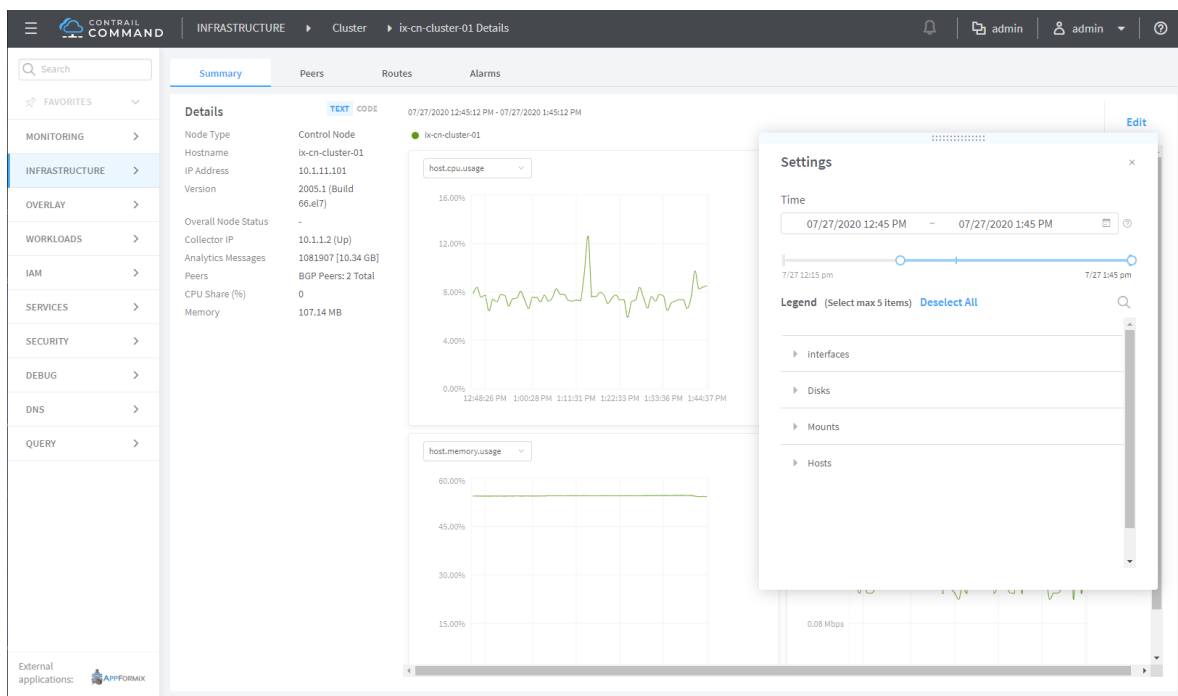 CONTRAIL
COMMAND
INFRASTRUCTURE Cluster ix-cn-cluster-01 Details
admin admin
Search
FAVORITES
MONITORING
INFRASTRUCTURE
OVERLAY
WORKLOADS
IAM
SERVICES
SECURITY
DEBUG
DNS
QUERY
External
applications: APPFORMIX
Summary Peers Routes Alarms
Details TEXT CODE
Node Type Control Node
Hostname ix-cn-cluster-01
IP Address 10.1.11.101
Version 2005.1 (Build
66.el7)
Overall Node Status -
Collector IP 10.1.1.2 (Up)
Analytics Messages 1081907 [10.34 GB]
Peers BGP Peers: 2 Total
CPU Share (%) 0
Memory 107.14 MB
07/27/2020 12:45:12 PM - 07/27/2020 1:45:12 PM
ix-cn-cluster-01
Edit
host.cpu.usage
16.00%
12.00%
8.00%
4.00%
0.00%
12:48:26 PM 1:00:28 PM 1:11:31 PM 1:22:33 PM 1:33:36 PM 1:44:37 PM
host.memory.usage
60.00%
45.00%
30.00%
15.00%
0.08 Mbps
Settings ×
Time
07/27/2020 12:45 PM ~ 07/27/2020 1:45 PM
7/27 12:15 pm 7/27 1:45 pm
Legend (Select max 5 items) Deselect All
interfaces
Disks
Mounts
Hosts